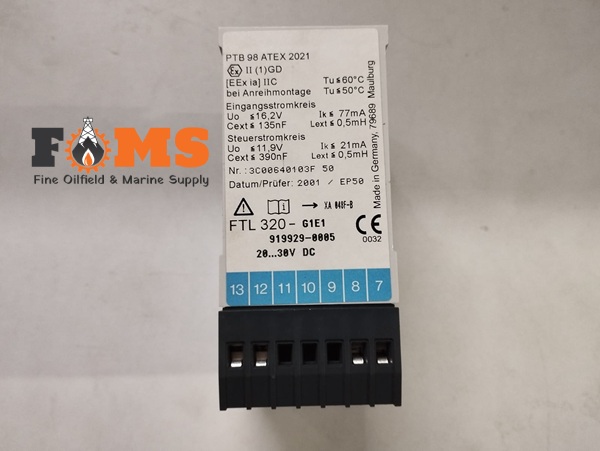 PTB 98 ATEX 2021
Ex II (1)GD
[EEx ia] IIC Tu≤60°C
bei Anreihmontage Tu≤50°C
Eingangsstromkreis
Uo ≤16,2V Ik≤ 77mA
Cext≤ 135nF Lext≤0,5mH
Steuerstromkreis
Uo ≤11,9V Ik≤ 21mA
Cext≤ 390nF Lext≤0,5mH
Nr.:3C00640103F 50
Datum/Prüfer: 2001 / EP50
Made in Germany, 79689 Maulburg
→ XA 048F-B
FTL 320- G1E1
CE
0032
919929-0005
20...30V DC
13 12 11 10 9 8 7
FOMS
Fine Oilfield & Marine Supply